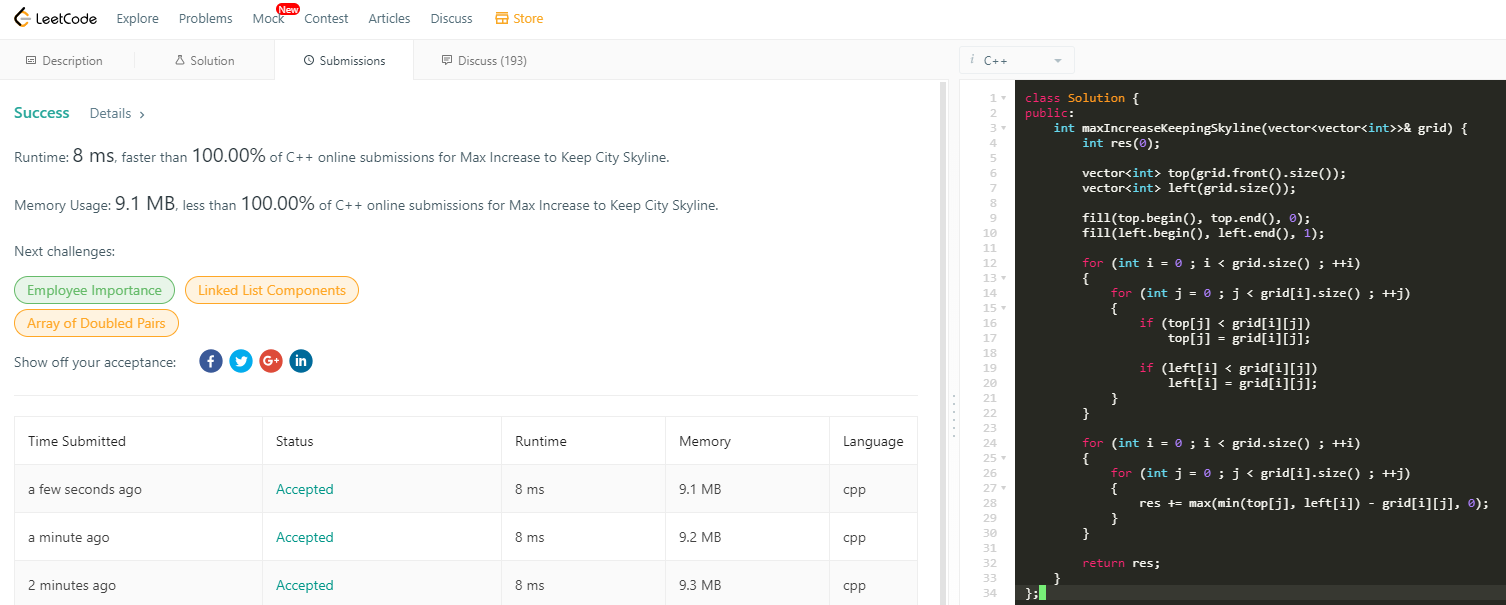 LeetCode Explore Problems Mock New Contest Articles Discuss Store
Description Solution Submissions Discuss (193) i C++
Success Details >
Runtime: 8 ms, faster than 100.00% of C++ online submissions for Max Increase to Keep City Skyline.
Memory Usage: 9.1 MB, less than 100.00% of C++ online submissions for Max Increase to Keep City Skyline.
Next challenges:
Employee Importance Linked List Components
Array of Doubled Pairs
Show off your acceptance: f G+ in
Time Submitted Status Runtime Memory Language
a few seconds ago Accepted 8 ms 9.1 MB cpp
a minute ago Accepted 8 ms 9.2 MB cpp
2 minutes ago Accepted 8 ms 9.3 MB cpp
1 class Solution {
2 public:
3     int maxIncreaseKeepingSkyline(vector<vector<int>>& grid) {
4         int res(0);
5
6         vector<int> top(grid.front().size());
7         vector<int> left(grid.size());
8
9         fill(top.begin(), top.end(), 0);
10         fill(left.begin(), left.end(), 1);
11
12         for (int i = 0 ; i < grid.size() ; ++i)
13         {
14             for (int j = 0 ; j < grid[i].size() ; ++j)
15             {
16                 if (top[j] < grid[i][j])
17                     top[j] = grid[i][j];
18
19                 if (left[i] < grid[i][j])
20                     left[i] = grid[i][j];
21             }
22         }
23
24         for (int i = 0 ; i < grid.size() ; ++i)
25         {
26             for (int j = 0 ; j < grid[i].size() ; ++j)
27             {
28                 res += max(min(top[j], left[i]) - grid[i][j], 0);
29             }
30         }
31
32         return res;
33     }
34 };